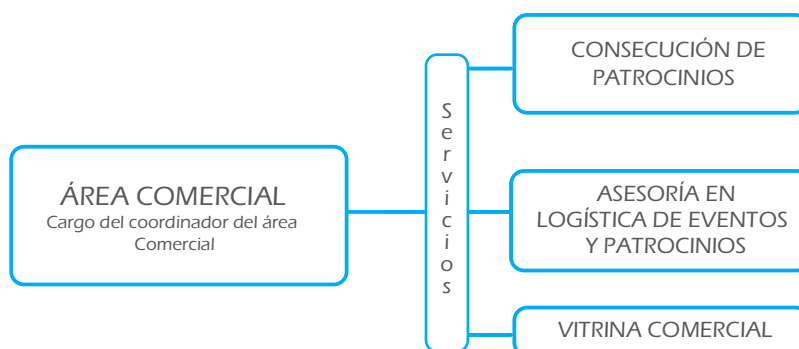 ÁREA COMERCIAL
Cargo del coordinador del área
Comercial
Servicios
CONSECUCIÓN DE
PATROCINIOS
ASESORÍA EN
LOGÍSTICA DE EVENTOS
Y PATROCINIOS
VITRINA COMERCIAL